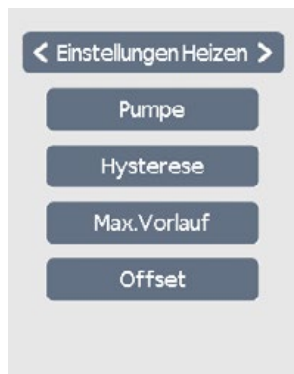 < Einstellungen Heizen >
Pumpe
Hysterese
Max.Vorlauf
Offset